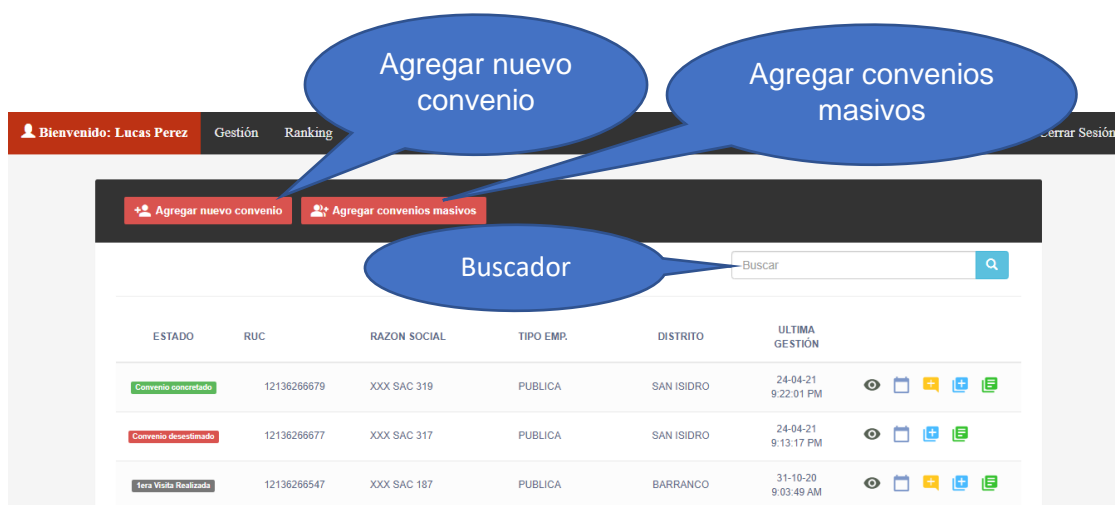 Agregar nuevo
convenio
Agregar convenios
masivos
Bienvenido: Lucas Perez Gestión Ranking errar Sesión
Agregar nuevo convenio Agregar convenios masivos
Buscador
Buscar
ESTADO RUC RAZON SOCIAL TIPO EMP. DISTRITO ULTIMA
GESTIÓN
Convenio concretado 12136266679 XXX SAC 319 PUBLICA SAN ISIDRO 24-04-21
9:22:01 PM
Convenio desestimado 12136266677 XXX SAC 317 PUBLICA SAN ISIDRO 24-04-21
9:13:17 PM
1era Visita Realizada 12136266547 XXX SAC 187 PUBLICA BARRANCO 31-10-20
9:03:49 AM